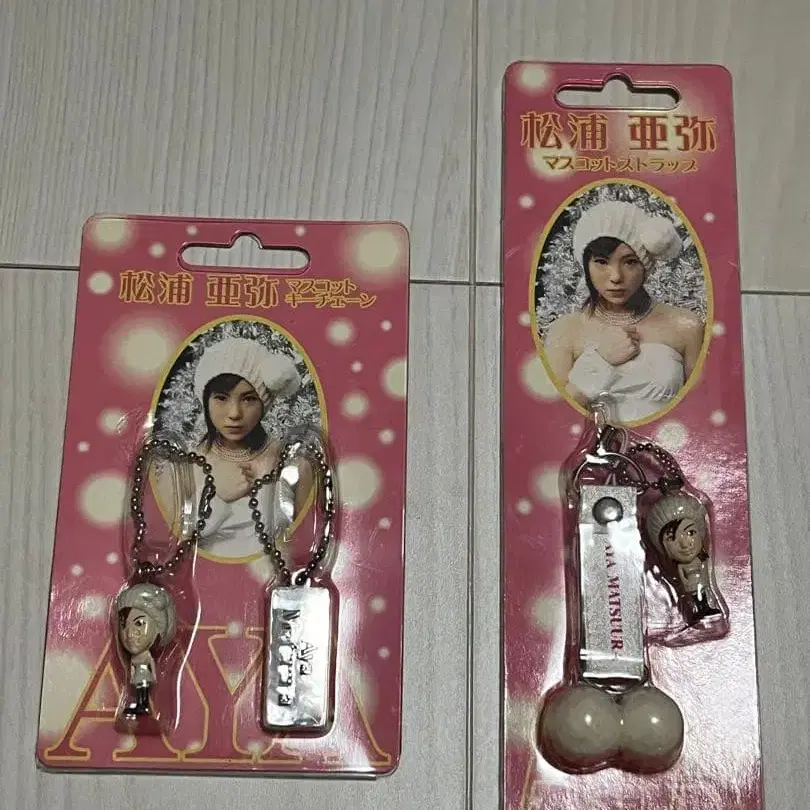 松浦 亜弥
マスコット
キーチェーン
Aya
AYA
松浦 亜弥
マスコットストラップ
AYA MATSUUR